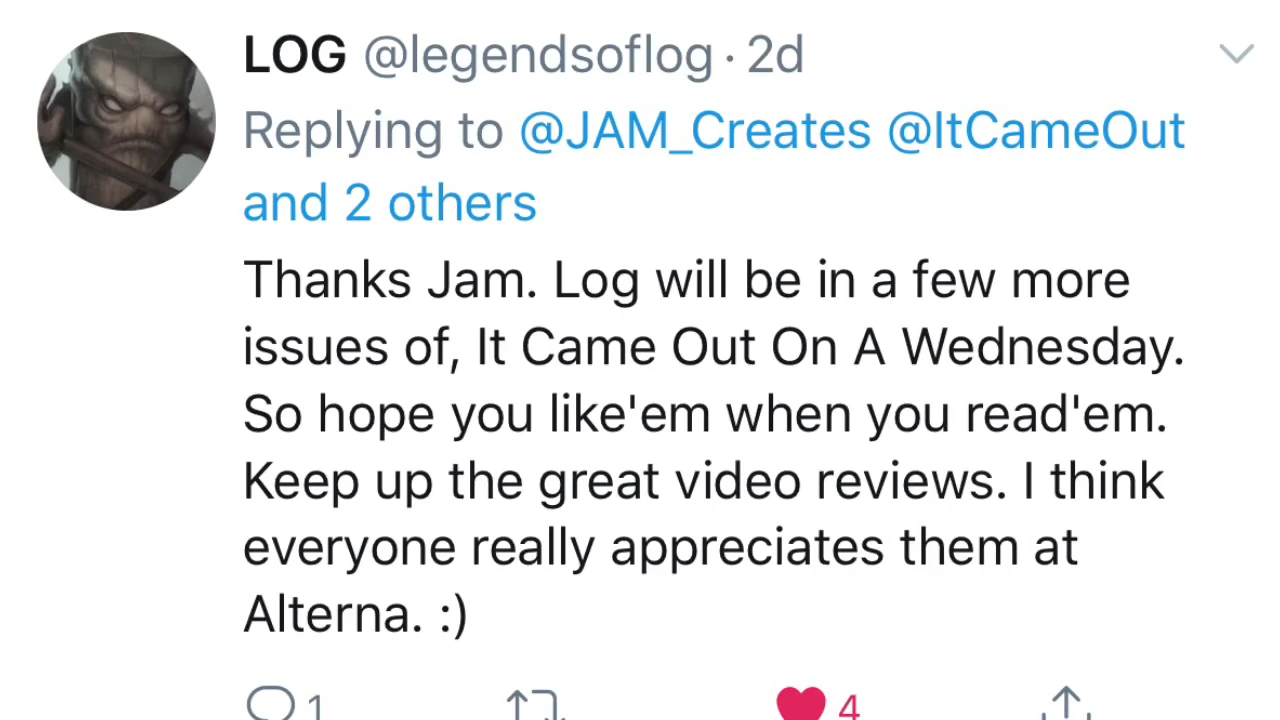 LOG @legendsoflog · 2d
Replying to @JAM_Creates @ItCameOut
and 2 others
Thanks Jam. Log will be in a few more
issues of, It Came Out On A Wednesday.
So hope you like'em when you read'em.
Keep up the great video reviews. I think
everyone really appreciates them at
Alterna. :)
1 4